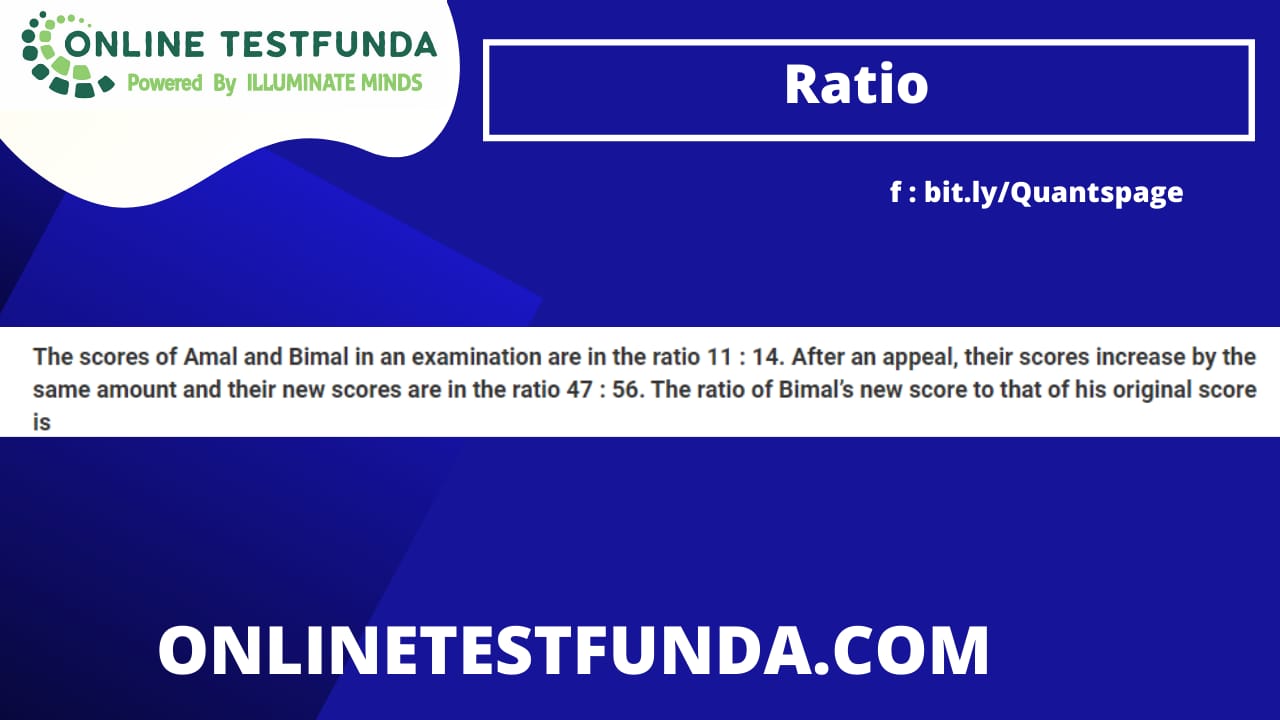 ONLINE TESTFUNDA
Powered By ILLUMINATE MINDS
Ratio
f : bit.ly/Quantspage
The scores of Amal and Bimal in an examination are in the ratio 11 : 14. After an appeal, their scores increase by the
same amount and their new scores are in the ratio 47 : 56. The ratio of Bimal’s new score to that of his original score
is
ONLINETESTFUNDA.COM